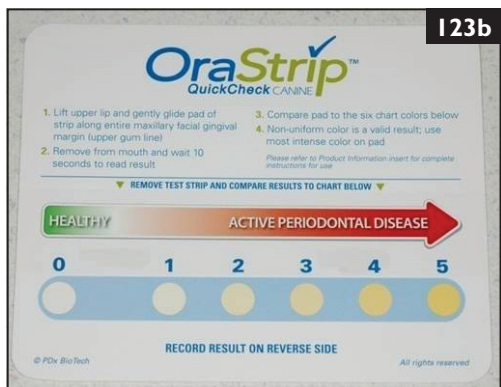 123b
OraStrip™
QuickCheck CANINE
1. Lift upper lip and gently glide pad of
strip along entire maxillary facial gingival
margin (upper gum line)
2. Remove from mouth and wait 10
seconds to read result
3. Compare pad to the six chart colors below
4. Non-uniform color is a valid result; use
most intense color on pad
Please refer to Product Information insert for complete
instructions for use
▼ REMOVE TEST STRIP AND COMPARE RESULTS TO CHART BELOW ▼
HEALTHY ACTIVE PERIODONTAL DISEASE
0 1 2 3 4 5
RECORD RESULT ON REVERSE SIDE
© PDx BioTech All rights reserved